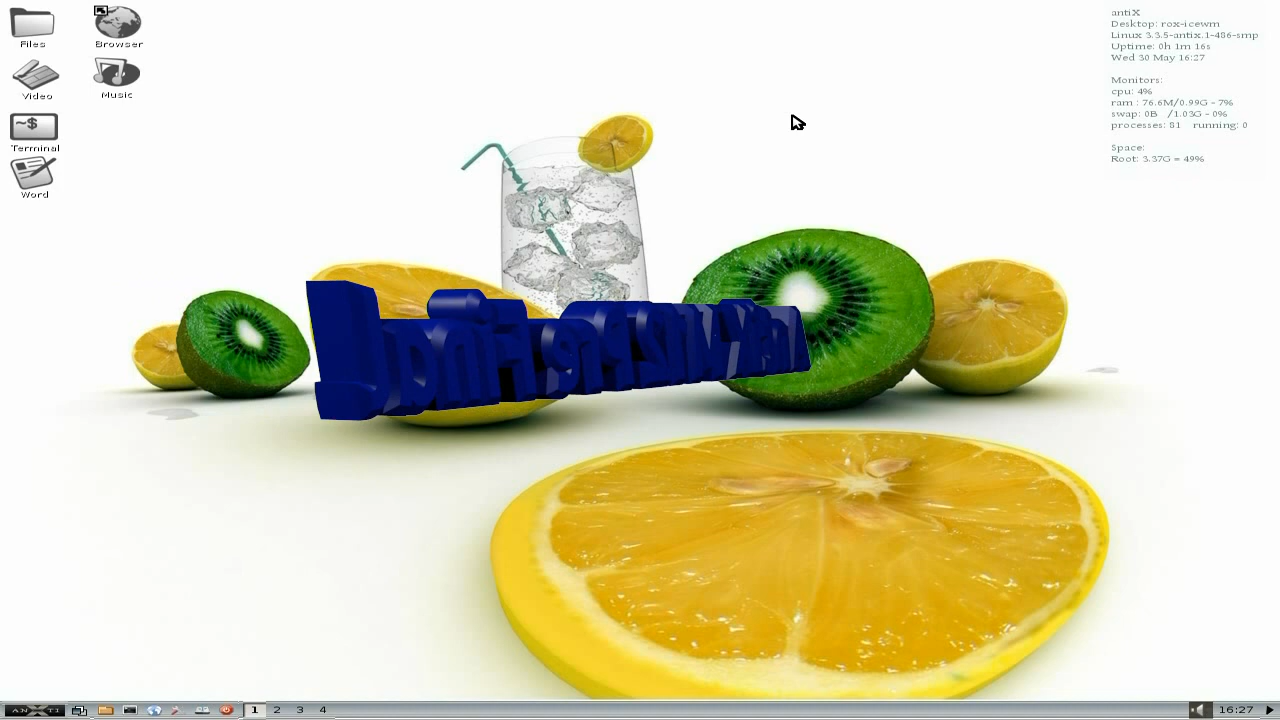 Files
Browser
Video
Music
~$
Terminal
Word
antiX
Desktop: rox-icewm
Linux 3.3.5-antix.1-486-smp
Uptime: 0h 1m 16s
Wed 30 May 16:27
Monitors:
cpu: 4%
ram : 76.6M/0.99G - 7%
swap: 0B /1.03G - 0%
processes: 81 running: 0
Space:
Root: 3.37G = 49%
ANXTI
1 2 3 4
16:27